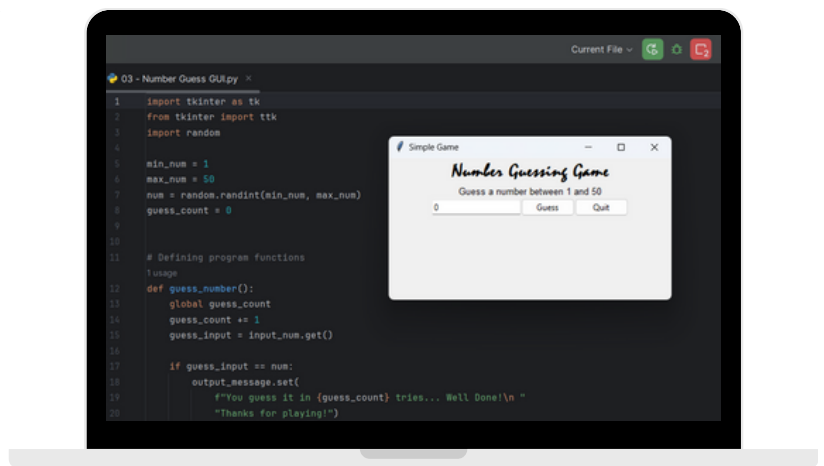 Current File
2
03 - Number Guess GUI.py ×
1 import tkinter as tk
2 from tkinter import ttk
3 import random
4
5 min_num = 1
6 max_num = 50
7 num = random.randint(min_num, max_num)
8 guess_count = 0
9
10
11 # Defining program functions
1 usage
12 def guess_number():
13 global guess_count
14 guess_count += 1
15 guess_input = input_num.get()
16
17 if guess_input == num:
18 output_message.set(
19 f"You guess it in {guess_count} tries... Well Done!\n "
20 "Thanks for playing!")
Simple Game
Number Guessing Game
Guess a number between 1 and 50
0 Guess Quit